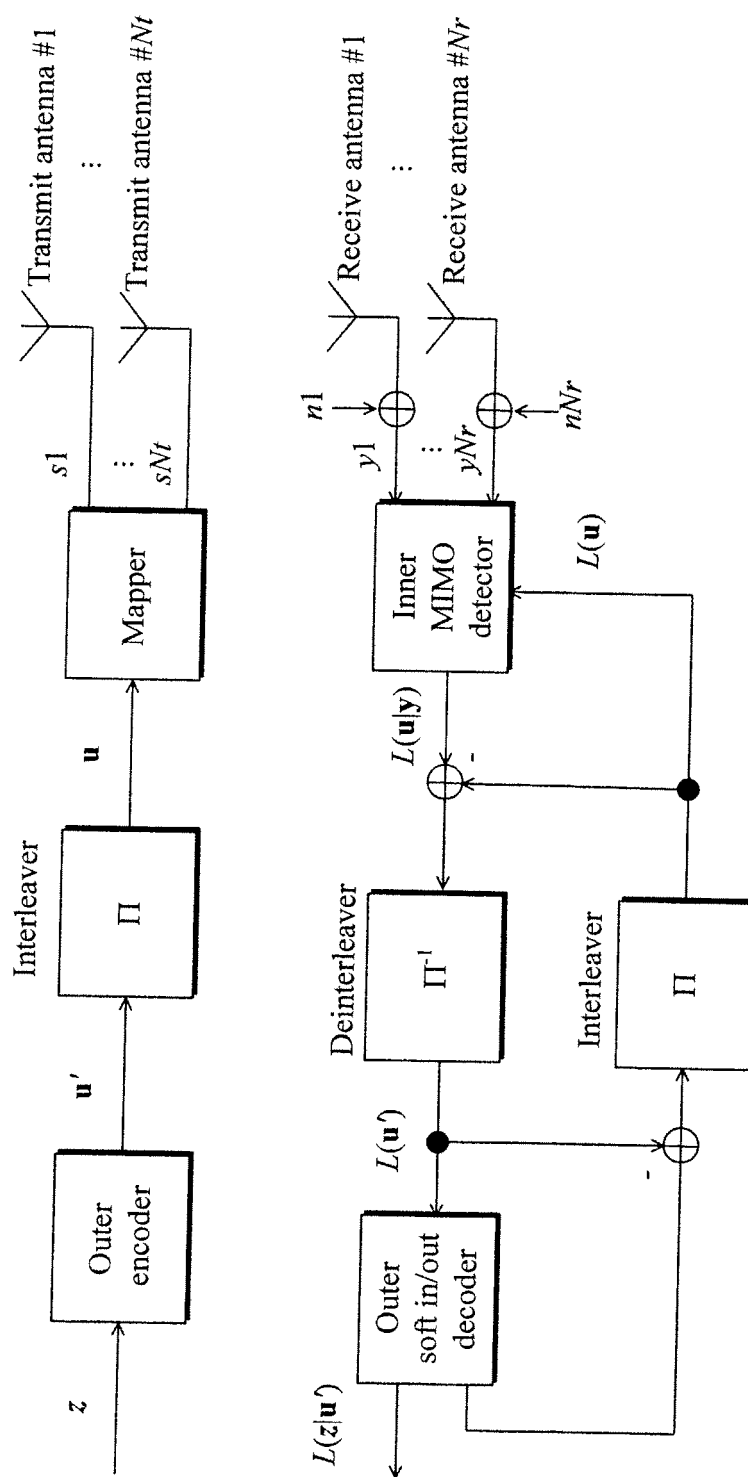 z
Outer
encoder
u'
Interleaver
Π
u
Mapper
s1
⋮
sNt
Transmit antenna #1
⋮
Transmit antenna #Nt
L(z|u')
Outer
soft in/out
decoder
L(u')
Deinterleaver
Π-1
L(u|y)
-
Inner
MIMO
detector
y1
⋮
yNr
n1
nNr
Receive antenna #1
⋮
Receive antenna #Nr
-
Interleaver
Π
L(u)